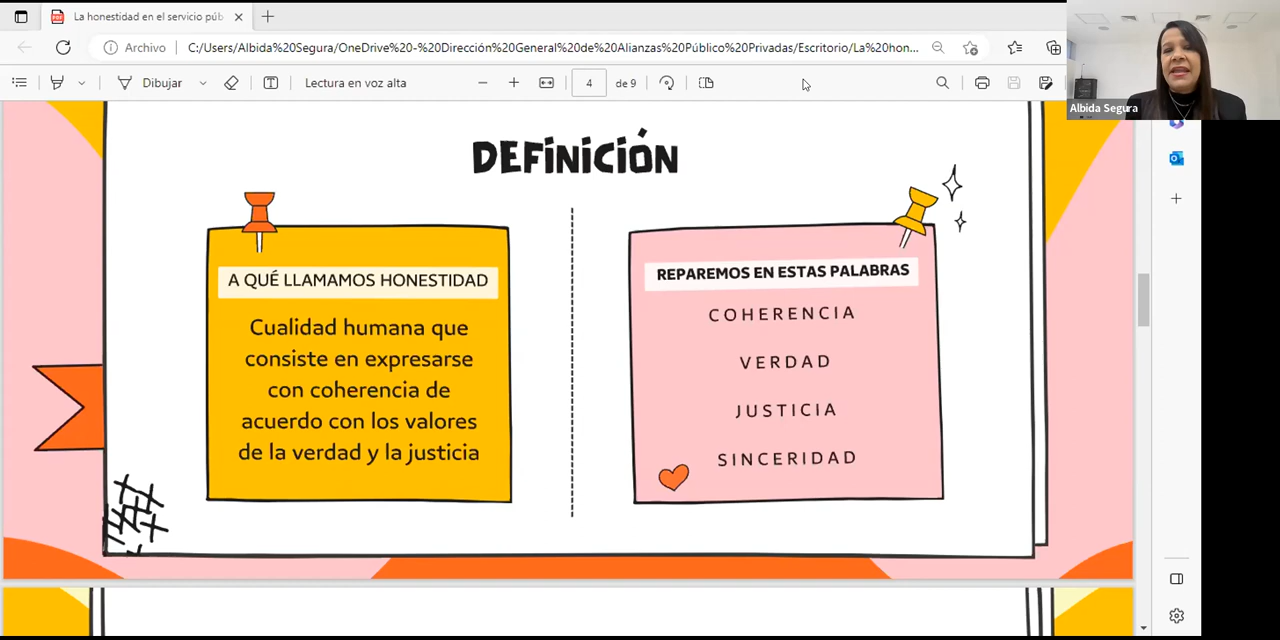 La honestidad en el servicio púb
Archivo
C:/Users/Albida%20Segura/OneDrive%20-%20Dirección%20General%20de%20Alianzas%20Público%20Privadas/Escritorio/La%20hon...
Dibujar
Lectura en voz alta
4
de 9
Albida Segura
DEFINICIÓN
A QUÉ LLAMAMOS HONESTIDAD
Cualidad humana que
consiste en expresarse
con coherencia de
acuerdo con los valores
de la verdad y la justicia
REPAREMOS EN ESTAS PALABRAS
COHERENCIA
VERDAD
JUSTICIA
SINCERIDAD